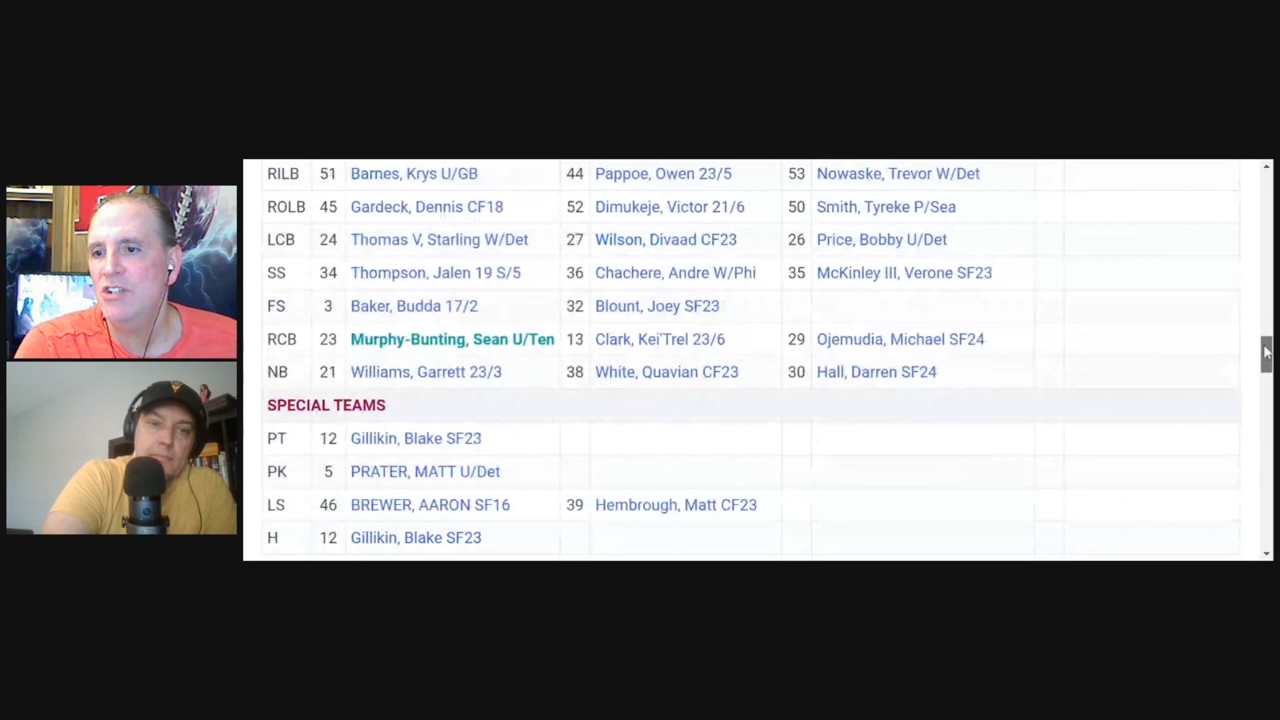 RILB 51 Barnes, Krys U/GB 44 Pappoe, Owen 23/5 53 Nowaske, Trevor W/Det
ROLB 45 Gardeck, Dennis CF18 52 Dimukeje, Victor 21/6 50 Smith, Tyreke P/Sea
LCB 24 Thomas V, Starling W/Det 27 Wilson, Divaad CF23 26 Price, Bobby U/Det
SS 34 Thompson, Jalen 19 S/5 36 Chachere, Andre W/Phi 35 McKinley III, Verone SF23
FS 3 Baker, Budda 17/2 32 Blount, Joey SF23
RCB 23 Murphy-Bunting, Sean U/Ten 13 Clark, Kei'Trel 23/6 29 Ojemudia, Michael SF24
NB 21 Williams, Garrett 23/3 38 White, Quavian CF23 30 Hall, Darren SF24
SPECIAL TEAMS
PT 12 Gillikin, Blake SF23
PK 5 PRATER, MATT U/Det
LS 46 BREWER, AARON SF16 39 Hembrough, Matt CF23
H 12 Gillikin, Blake SF23